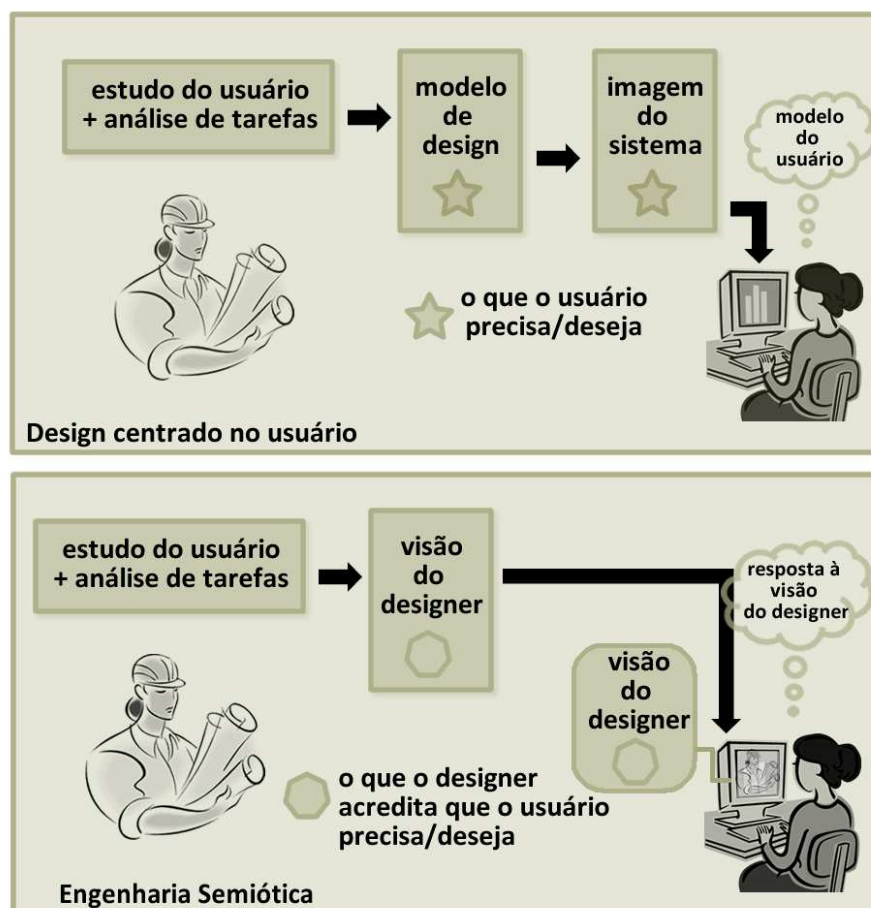 estudo do usuário
+ análise de tarefas
modelo
de
design
imagem
do
sistema
modelo
do
usuário
o que o usuário
precisa/deseja
Design centrado no usuário
estudo do usuário
+ análise de tarefas
visão
do
designer
resposta à
visão
do designer
visão
do
designer
o que o designer
acredita que o usuário
precisa/deseja
Engenharia Semiótica